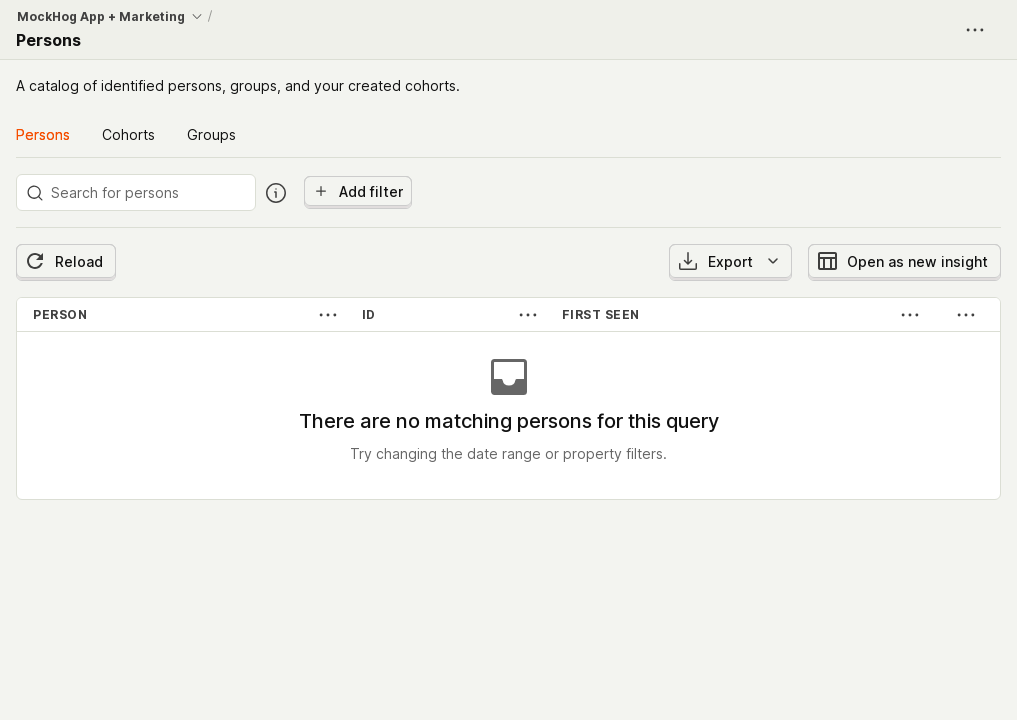 MockHog App + Marketing /
Persons
A catalog of identified persons, groups, and your created cohorts.
Persons Cohorts Groups
Search for persons Add filter
Reload Export Open as new insight
PERSON ID FIRST SEEN
There are no matching persons for this query
Try changing the date range or property filters.